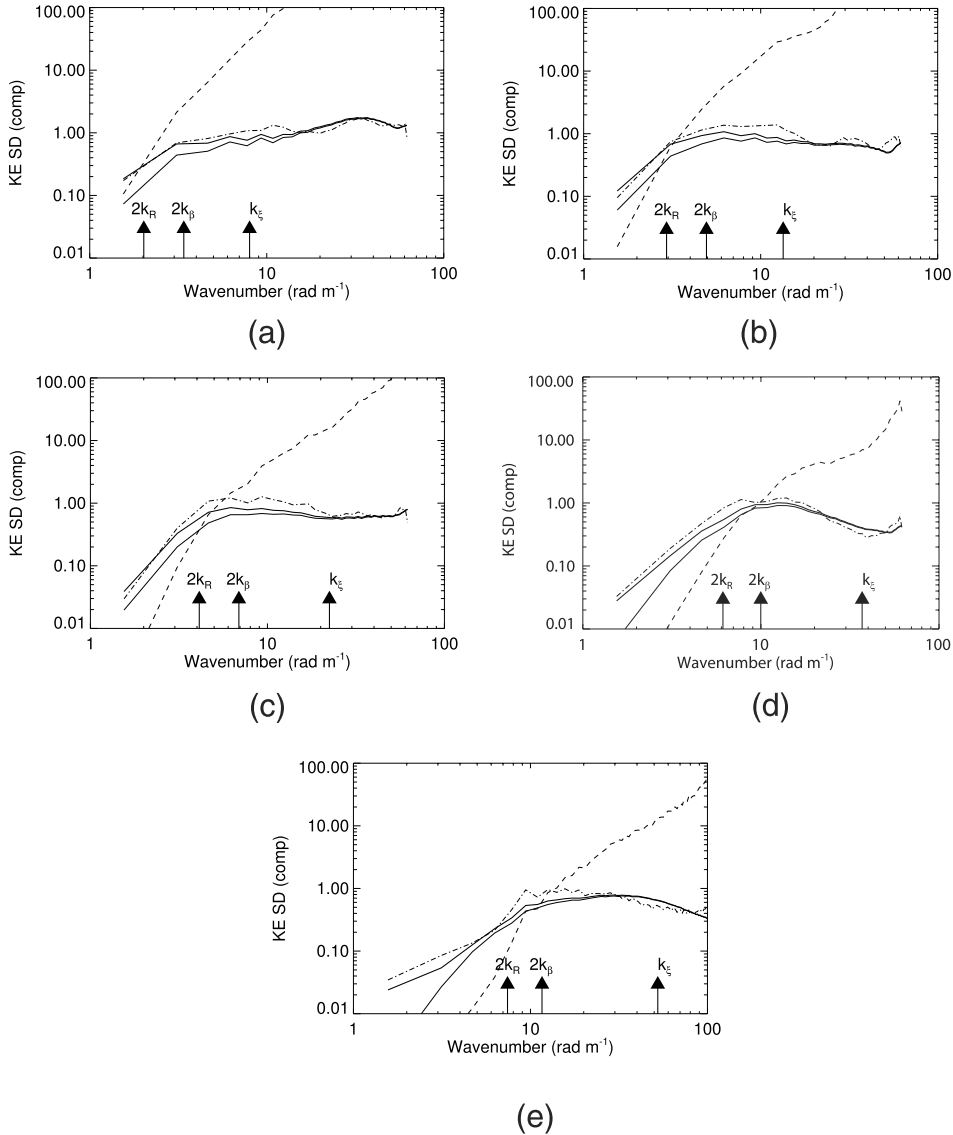 100.00
10.00
1.00
0.10
0.01
KE SD (comp)
2kR 2kβ kξ
1 10 100
Wavenumber (rad m-1)
(a)
100.00
10.00
1.00
0.10
0.01
KE SD (comp)
2kR 2kβ kξ
1 10 100
Wavenumber (rad m-1)
(b)
100.00
10.00
1.00
0.10
0.01
KE SD (comp)
2kR 2kβ kξ
1 10 100
Wavenumber (rad m-1)
(c)
100.00
10.00
1.00
0.10
0.01
KE SD (comp)
2kR 2kβ kξ
1 10 100
Wavenumber (rad m-1)
(d)
100.00
10.00
1.00
0.10
0.01
KE SD (comp)
2kR 2kβ kξ
1 10 100
Wavenumber (rad m-1)
(e)